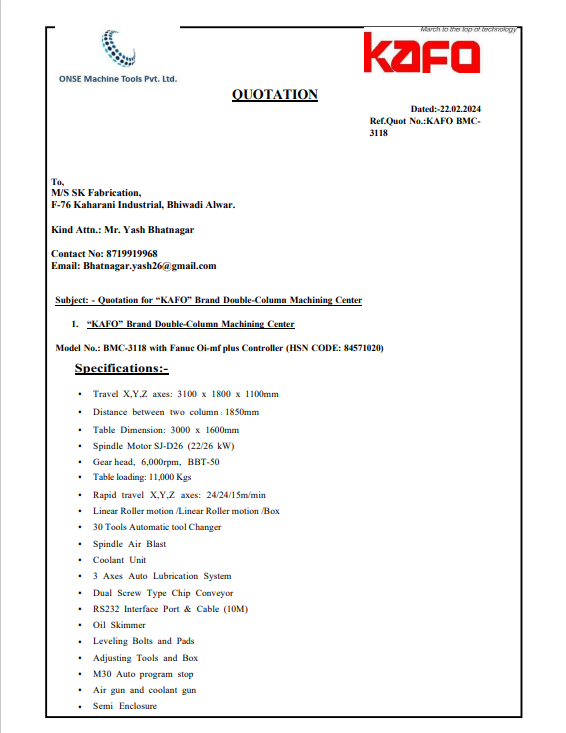 March to the top of technology
kafo
ONSE Machine Tools Pvt. Ltd.
QUOTATION
Dated:-22.02.2024
Ref.Quot No.:KAFO BMC-
3118
To,
M/S SK Fabrication,
F-76 Kaharani Industrial, Bhiwadi Alwar.
Kind Attn.: Mr. Yash Bhatnagar
Contact No: 8719919968
Email: Bhatnagar.yash26@gmail.com
Subject: - Quotation for “KAFO” Brand Double-Column Machining Center
1. “KAFO” Brand Double-Column Machining Center
Model No.: BMC-3118 with Fanuc Oi-mf plus Controller (HSN CODE: 84571020)
Specifications:-
• Travel X,Y,Z axes: 3100 x 1800 x 1100mm
• Distance between two column : 1850mm
• Table Dimension: 3000 x 1600mm
• Spindle Motor SJ-D26 (22/26 kW)
• Gear head, 6,000rpm, BBT-50
• Table loading: 11,000 Kgs
• Rapid travel X,Y,Z axes: 24/24/15m/min
• Linear Roller motion /Linear Roller motion /Box
• 30 Tools Automatic tool Changer
• Spindle Air Blast
• Coolant Unit
• 3 Axes Auto Lubrication System
• Dual Screw Type Chip Conveyor
• RS232 Interface Port & Cable (10M)
• Oil Skimmer
• Leveling Bolts and Pads
• Adjusting Tools and Box
• M30 Auto program stop
• Air gun and coolant gun
• Semi Enclosure